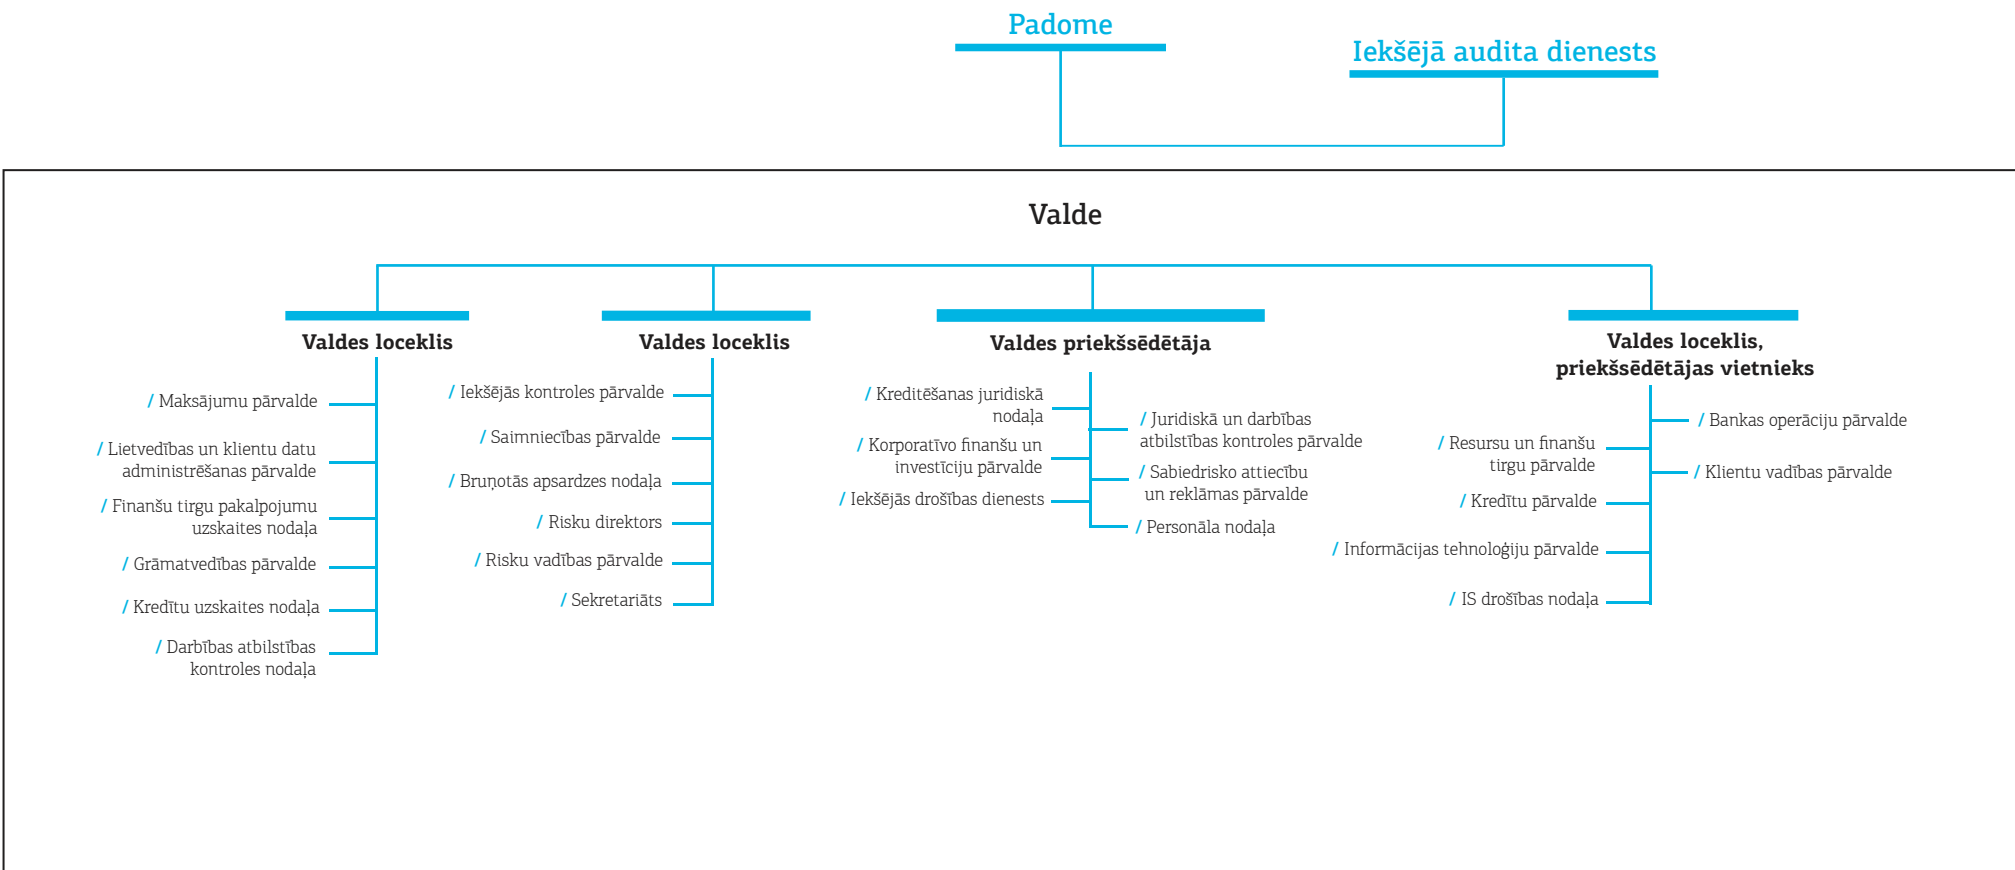 Padome
Iekšējā audita dienests
Valde
Valdes loceklis
/ Maksājumu pārvalde
/ Lietvedības un klientu datu
administrēšanas pārvalde
/ Finanšu tirgu pakalpojumu
uzskaites nodaļa
/ Grāmatvedības pārvalde
/ Kredītu uzskaites nodaļa
/ Darbības atbilstības
kontroles nodaļa
Valdes loceklis
/ Iekšējās kontroles pārvalde
/ Saimniecības pārvalde
/ Bruņotās apsardzes nodaļa
/ Risku direktors
/ Risku vadības pārvalde
/ Sekretariāts
Valdes priekšsēdētāja
/ Kreditēšanas juridiskā
nodaļa
/ Korporatīvo finanšu un
investīciju pārvalde
/ Iekšējās drošības dienests
/ Juridiskā un darbības
atbilstības kontroles pārvalde
/ Sabiedrisko attiecību
un reklāmas pārvalde
/ Personāla nodaļa
Valdes loceklis,
priekšsēdētājas vietnieks
/ Resursu un finanšu
tirgu pārvalde
/ Kredītu pārvalde
/ Informācijas tehnoloģiju pārvalde
/ IS drošības nodaļa
/ Bankas operāciju pārvalde
/ Klientu vadības pārvalde